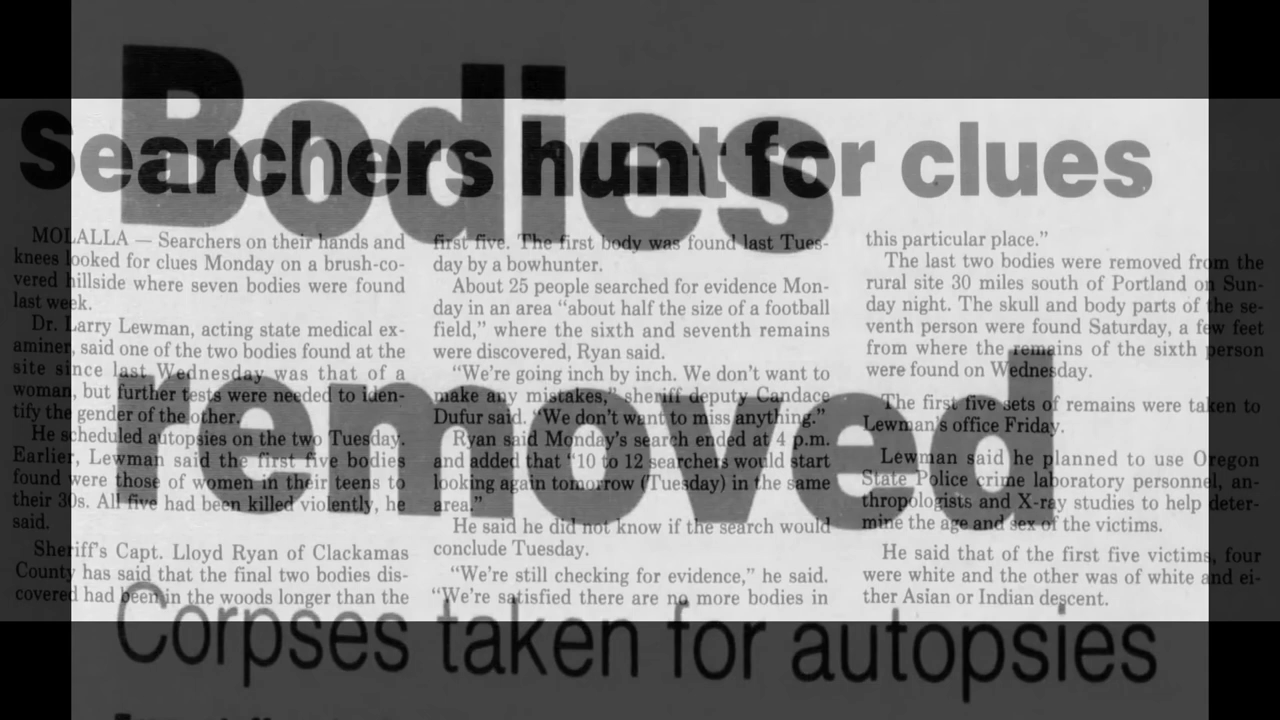 Bodies
removed
Corpses taken for autopsies
Searchers hunt for clues
MOLALLA — Searchers on their hands and
knees looked for clues Monday on a brush-co-
vered hillside where seven bodies were found
last week.
Dr. Larry Lewman, acting state medical ex-
aminer, said one of the two bodies found at the
site since last Wednesday was that of a
woman, but further tests were needed to iden-
tify the gender of the other.
He scheduled autopsies on the two Tuesday.
Earlier, Lewman said the first five bodies
found were those of women in their teens to
their 30s. All five had been killed violently, he
said.
Sheriff's Capt. Lloyd Ryan of Clackamas
County has said that the final two bodies dis-
covered had been in the woods longer than the
first five. The first body was found last Tues-
day by a bowhunter.
About 25 people searched for evidence Mon-
day in an area "about half the size of a football
field," where the sixth and seventh remains
were discovered, Ryan said.
"We're going inch by inch. We don't want to
make any mistakes," sheriff deputy Candace
Dufur said. "We don't want to miss anything."
Ryan said Monday's search ended at 4 p.m.
and added that "10 to 12 searchers would start
looking again tomorrow (Tuesday) in the same
area."
He said he did not know if the search would
conclude Tuesday.
"We're still checking for evidence," he said.
"We're satisfied there are no more bodies in
this particular place."
The last two bodies were removed from the
rural site 30 miles south of Portland on Sun-
day night. The skull and body parts of the se-
venth person were found Saturday, a few feet
from where the remains of the sixth person
were found on Wednesday.
The first five sets of remains were taken to
Lewman's office Friday.
Lewman said he planned to use Oregon
State Police crime laboratory personnel, an-
thropologists and X-ray studies to help deter-
mine the age and sex of the victims.
He said that of the first five victims, four
were white and the other was of white and ei-
ther Asian or Indian descent.